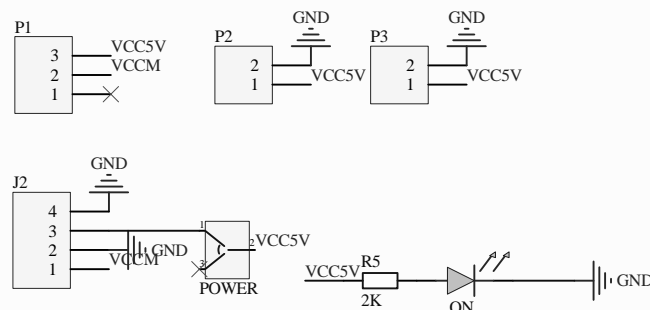 GND
GND
P1
P2
P3
3
VCC5V
2
VCCM
1
2
1
VCC5V
2
1
VCC5V
GND
J2
4
3
2
GND
1
VCCM
1
2
VCC5V
3
POWER
VCC5V
R5
2K
ON
GND